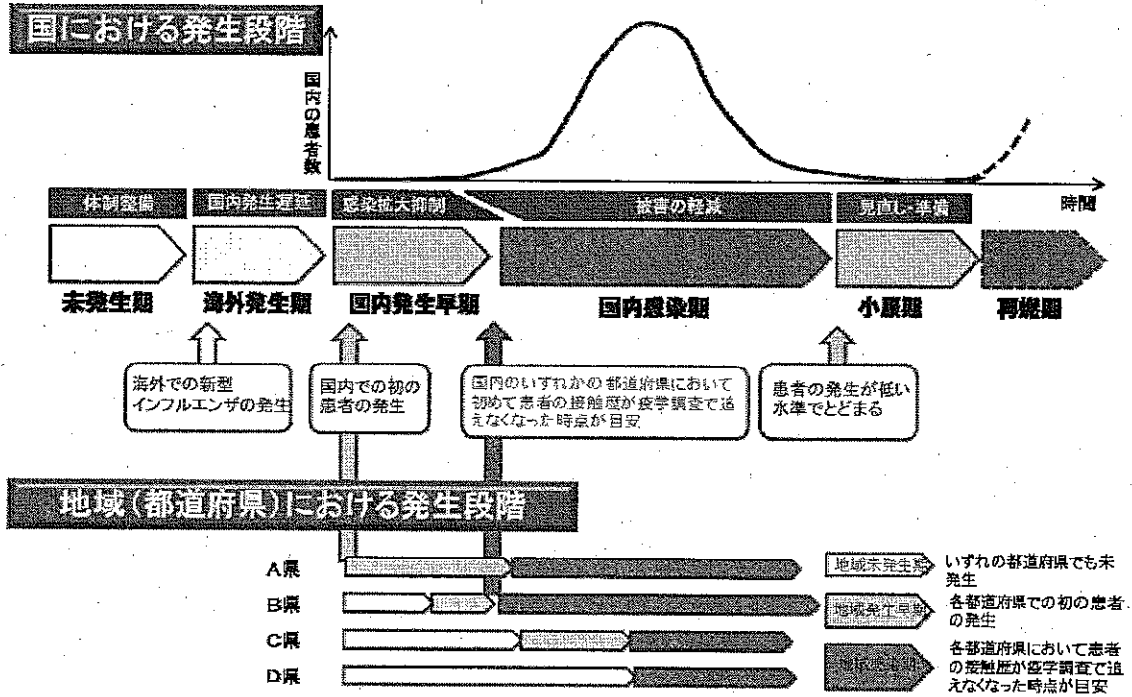 国における発生段階
国内の患者数
体制整備
国内発生遅延
感染拡大抑制
被害の軽減
見直し・準備
時間
未発生期
海外発生期
国内発生早期
国内感染期
小康期
再燃期
海外での新型
インフルエンザの発生
国内での初の
患者の発生
国内のいずれかの都道府県において
初めて患者の接触歴が疫学調査で追
えなくなった時点が目安
患者の発生が低い
水準でとどまる
地域(都道府県)における発生段階
A県
B県
C県
D県
地域未発生期
いずれの都道府県でも未
発生
地域発生早期
各都道府県での初の患者
の発生
地域感染期
各都道府県において患者
の接触歴が疫学調査で追
えなくなった時点が目安